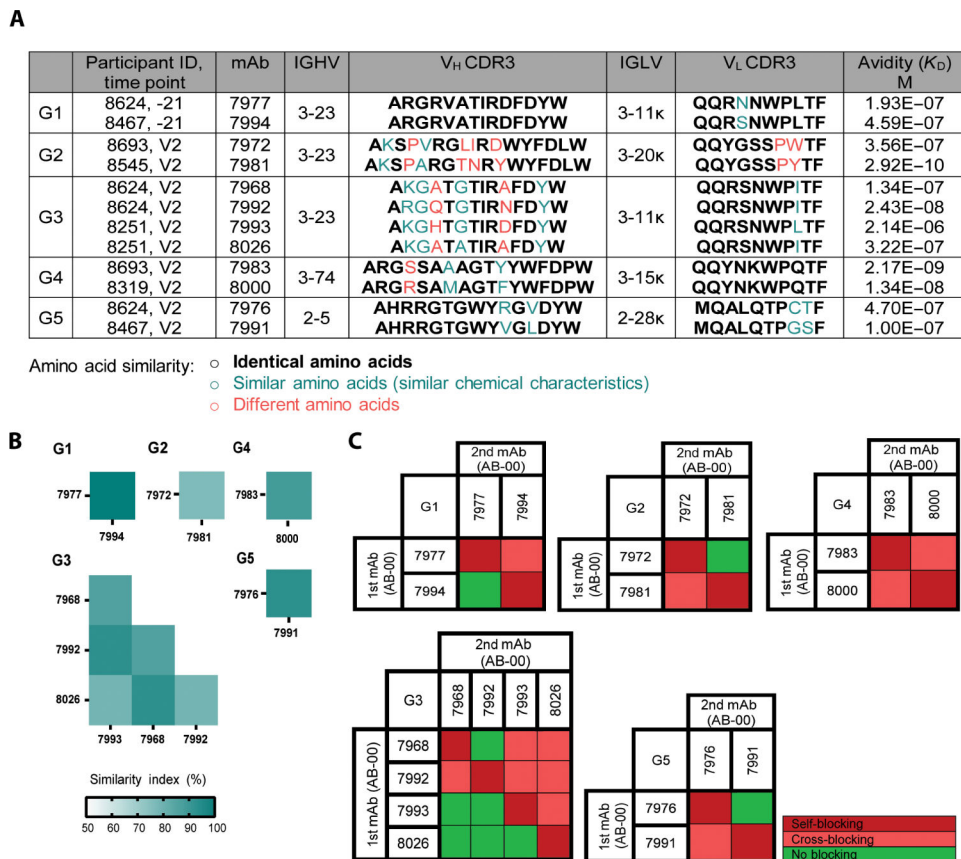 A
Participant ID, time point mAb IGHV VH CDR3 IGLV VL CDR3 Avidity (KD) M
G1 3-23 3-11κ
8624, -21 7977 ARGRVATIRDFDYW QQRNNWPLTF 1.93E-07
8467, -21 7994 ARGRVATIRDFDYW QQRSNWPLTF 4.59E-07
G2 3-23 3-20κ
8693, V2 7972 AKSPVRGLIRDWYFDLW QQYGSSPWTF 3.56E-07
8545, V2 7981 AKSPARGTNRYWYFDLW QQYGSSPYTF 2.92E-10
G3 3-23 3-11κ
8624, V2 7968 AKGATGTIRAFDYW QQRSNWPITF 1.34E-07
8624, V2 7992 ARGQTGTIRNFDYW QQRSNWPITF 2.43E-08
8251, V2 7993 AKGHTGTIRDFDYW QQRSNWPLTF 2.14E-06
8251, V2 8026 AKGATATIRAFDYW QQRSNWPITF 3.22E-07
G4 3-74 3-15κ
8693, V2 7983 ARGSSSAAAGTYYWFDPW QQYNKWPQTF 2.17E-09
8319, V2 8000 ARGRSSAMAGTFYWFDPW QQYNKWPQTF 1.34E-08
G5 2-5 2-28κ
8624, V2 7976 AHRRGTGWYRGVDYW MQALQTPCTF 4.70E-07
8467, V2 7991 AHRRGTGWYVGLDYW MQALQTPGSF 1.00E-07
Amino acid similarity:
○ Identical amino acids
○ Similar amino acids (similar chemical characteristics)
○ Different amino acids
B
G1 G2 G4
7977 7972 7983
7994 7981 8000
G3 G5
7968
7976
7991
7992
8026
7993 7968 7992
Similarity index (%)
50 60 70 80 90 100
C
2nd mAb
(AB-00)
G1 7977 7994
1st mAb
(AB-00)
7977
7994
2nd mAb
(AB-00)
G2 7972 7981
1st mAb
(AB-00)
7972
7981
2nd mAb
(AB-00)
G4 7983 8000
1st mAb
(AB-00)
7983
8000
2nd mAb
(AB-00)
G3 7968 7992 7993 8026
1st mAb (AB-00)
7968
7992
7993
8026
2nd mAb
(AB-00)
G5 7976 7991
1st mAb
(AB-00)
7976
7991
Self-blocking
Cross-blocking
No blocking